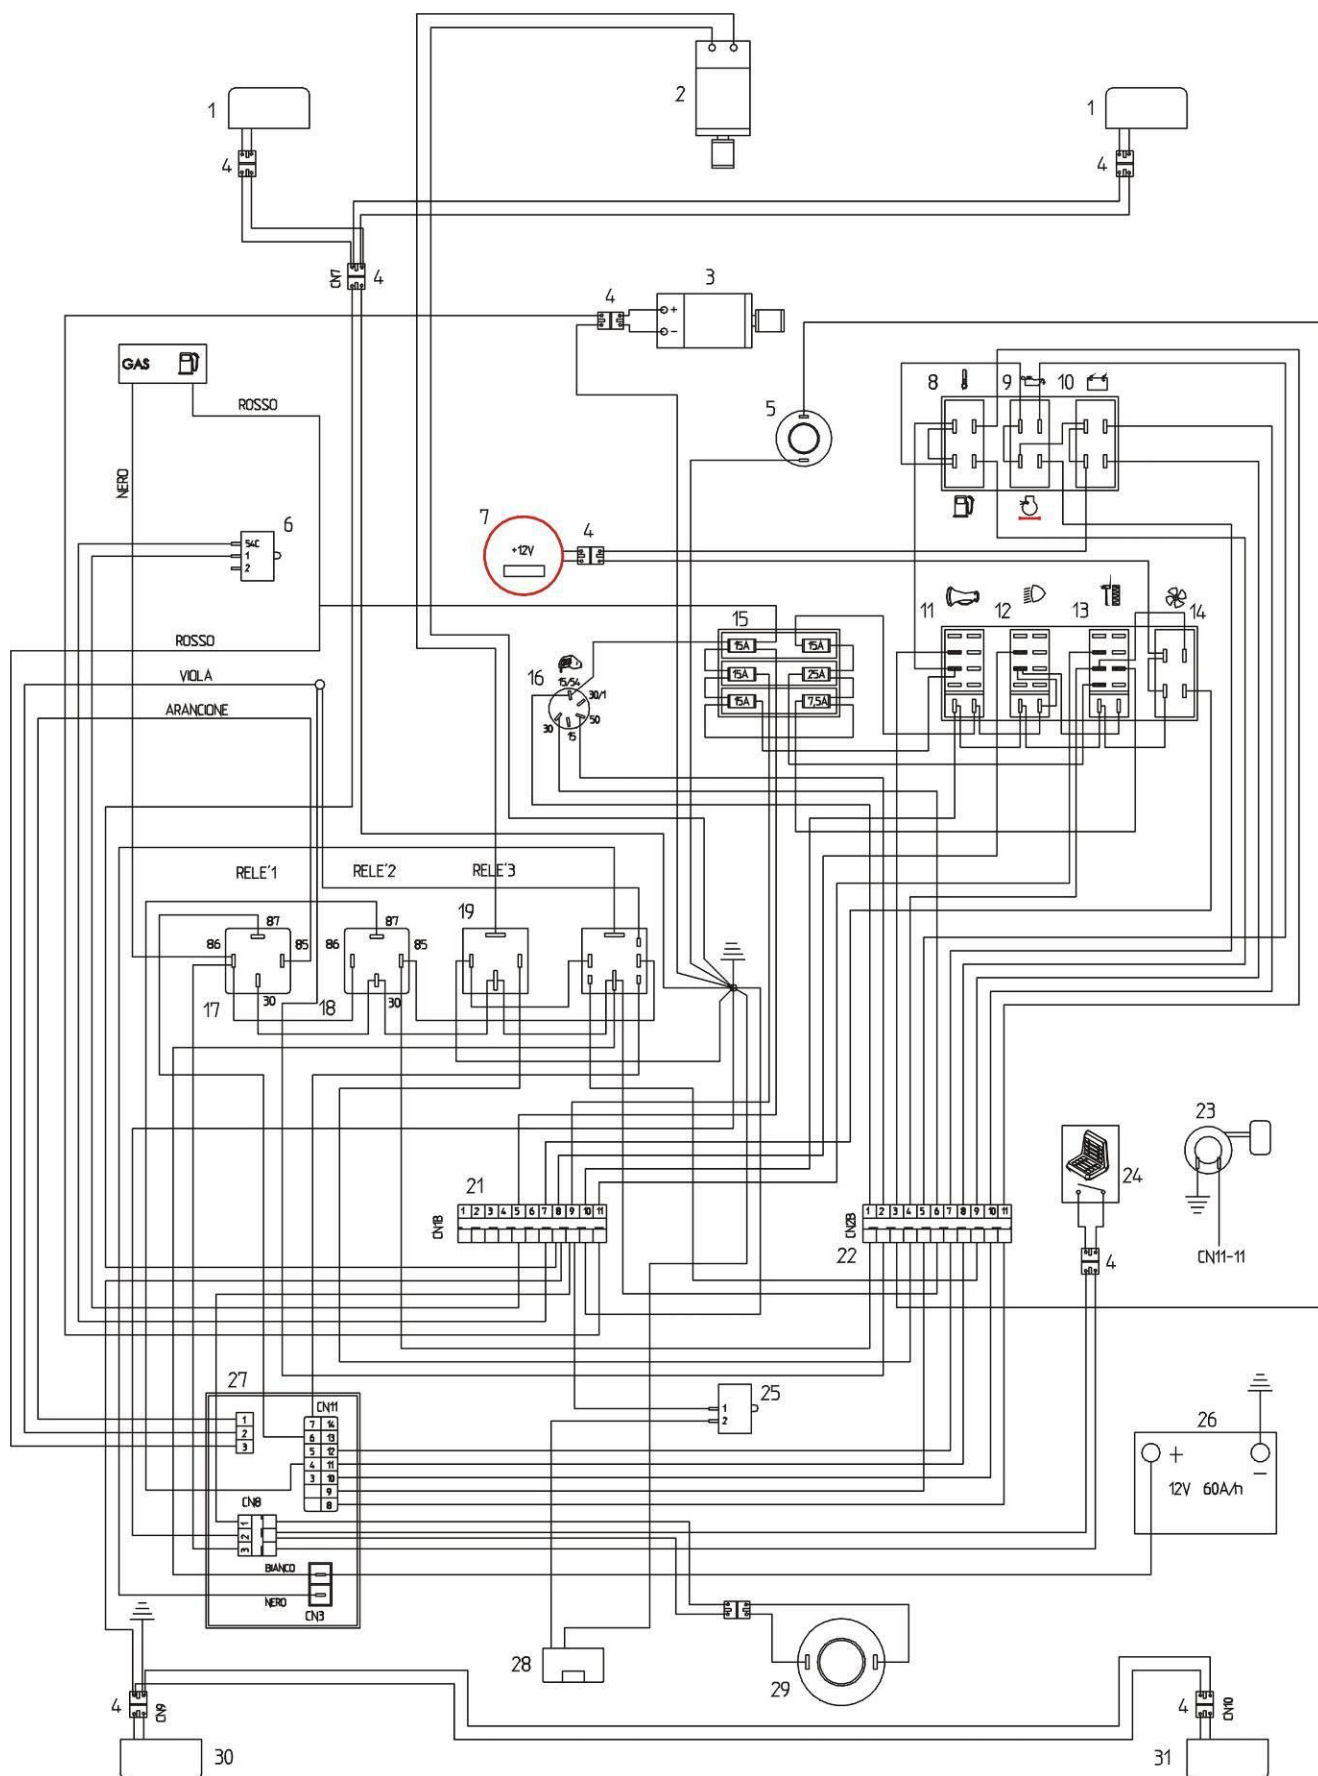 1
2
1
4
4
CN7
4
3
4
+
-
GAS
ROSSO
NERO
5
8
9
10
6
54C
1
2
7
+12V
4
11
12
13
14
15
15A
15A
15A
25A
15A
7,5A
16
15/54
30/1
50
15
30
ROSSO
VIOLA
ARANCIONE
RELE'1
RELE'2
RELE'3
87
86
85
30
17
87
86
85
30
18
19
21
CN1B
1 2 3 4 5 6 7 8 9 10 11
CN2B
1 2 3 4 5 6 7 8 9 10 11
22
24
4
23
CN11-11
25
1
2
26
+
-
12V 60A/h
27
1
2
3
CN11
7 14
6 13
5 12
4 11
3 10
9
8
CN8
1
2
3
BIANCO
NERO
CN3
28
29
4
CN9
30
4
CN10
31